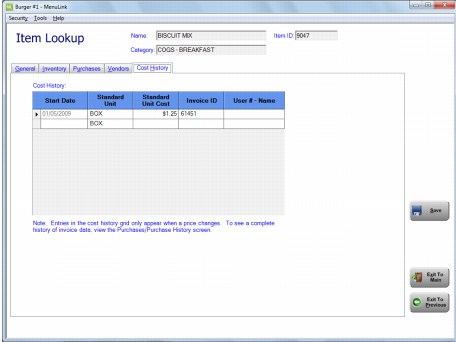 Burger #1 - MenuLink
Security Tools Help
Item Lookup
Name: BISCUIT MIX Item ID: 9047
Category: COGS - BREAKFAST
General Inventory Purchases Vendors Cost History
Cost History:
Start Date Standard Unit Standard Unit Cost Invoice ID User # - Name
01/05/2009 BOX $1.25 61451
BOX
Note: Entries in the cost history grid only appear when a price changes. To see a complete
history of invoice data, view the Purchases/Purchase History screen.
Save
Exit To
Main
Exit To
Previous